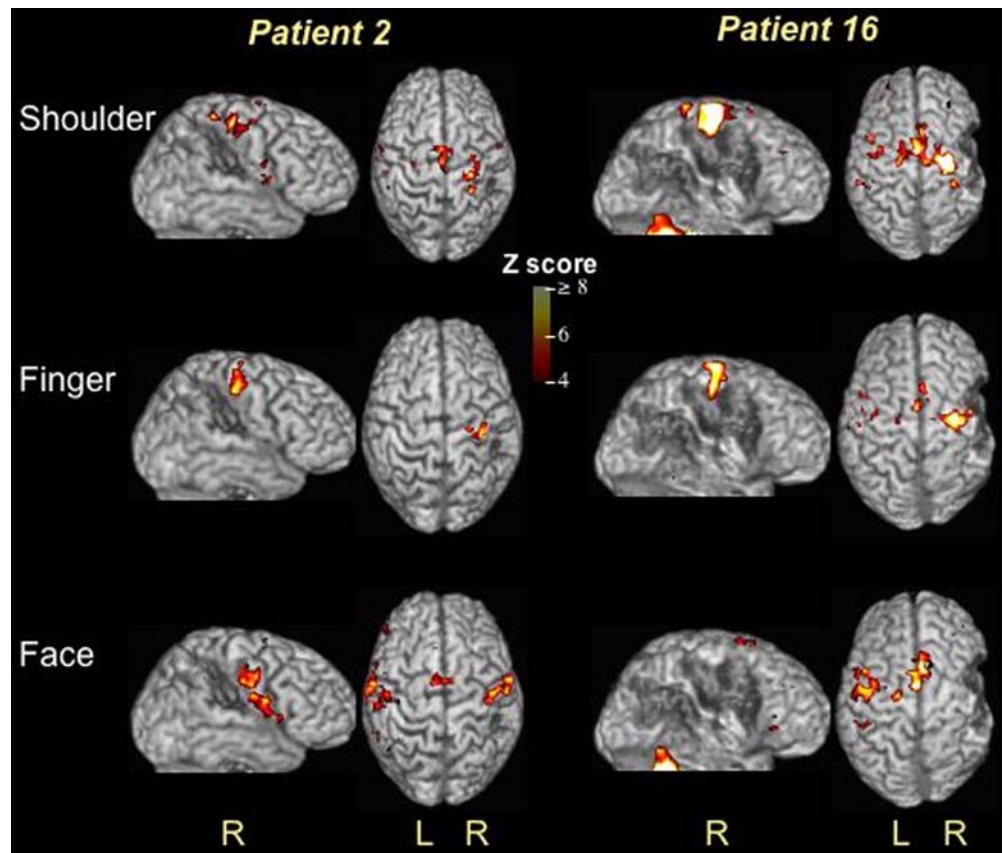 Patient 2
Patient 16
Shoulder
Z score
≥ 8
6
4
Finger
Face
R
L R
R
L R